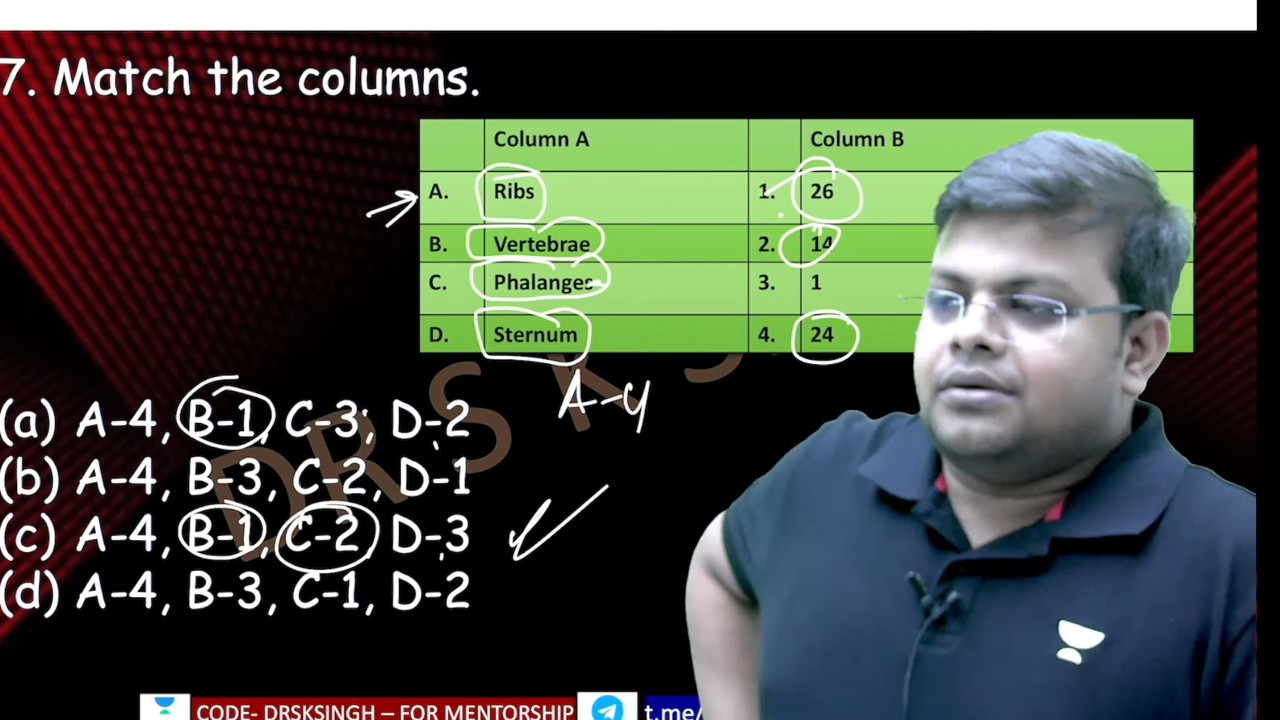 7. Match the columns.
Column A Column B
A. Ribs 1. 26
B. Vertebrae 2. 14
C. Phalanges 3. 1
D. Sternum 4. 24
A-4
(a) A-4, B-1, C-3, D-2
(b) A-4, B-3, C-2, D-1
(c) A-4, B-1, C-2, D-3
(d) A-4, B-3, C-1, D-2
DRSKS
CODE- DRSKSINGH – FOR MENTORSHIP t.me/